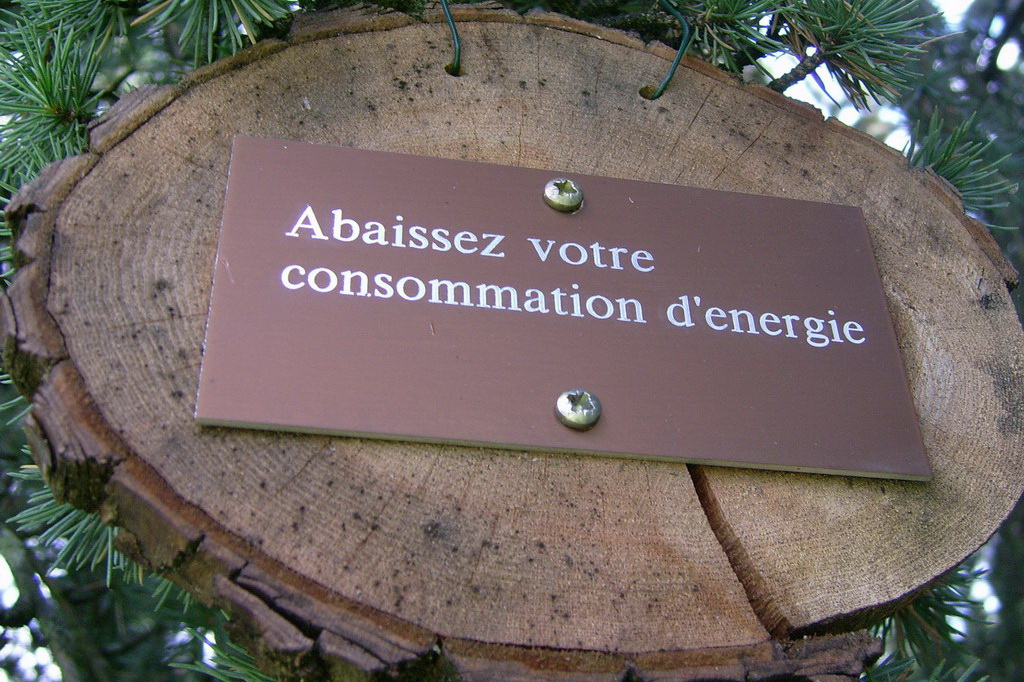 Abaissez votre
consommation d'energie